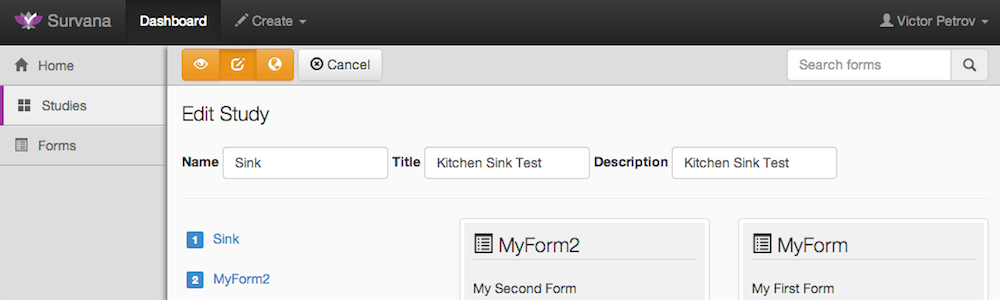 Survana Dashboard Create Victor Petrov
Home Cancel Search forms
Studies Edit Study
Forms
Name Sink Title Kitchen Sink Test Description Kitchen Sink Test
1 Sink
2 MyForm2
MyForm2
My Second Form
MyForm
My First Form